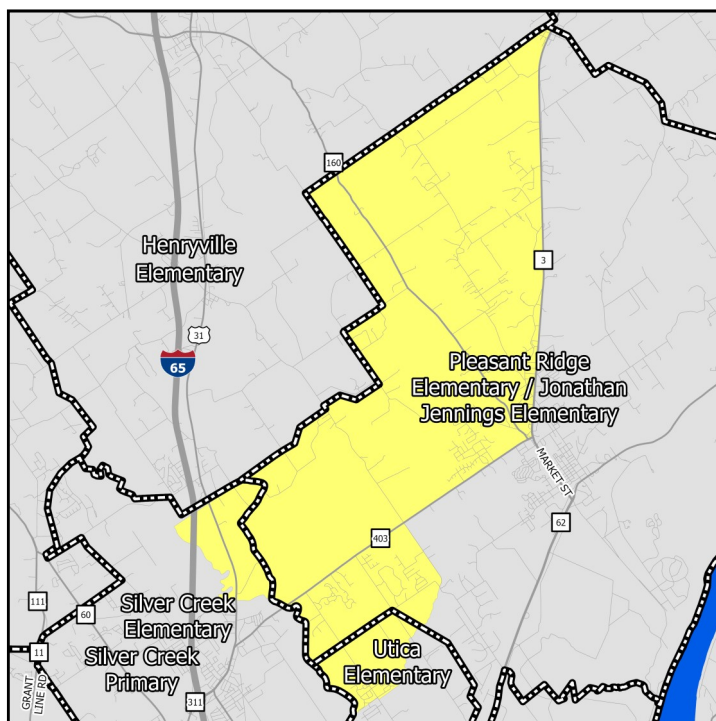 160
Henryville
Elementary
3
31
65
Pleasant Ridge
Elementary / Jonathan
Jennings Elementary
MARKET ST
62
403
111
60
Silver Creek
Elementary
Silver Creek
Primary
Utica
Elementary
11
GRANT
LINE RD
311